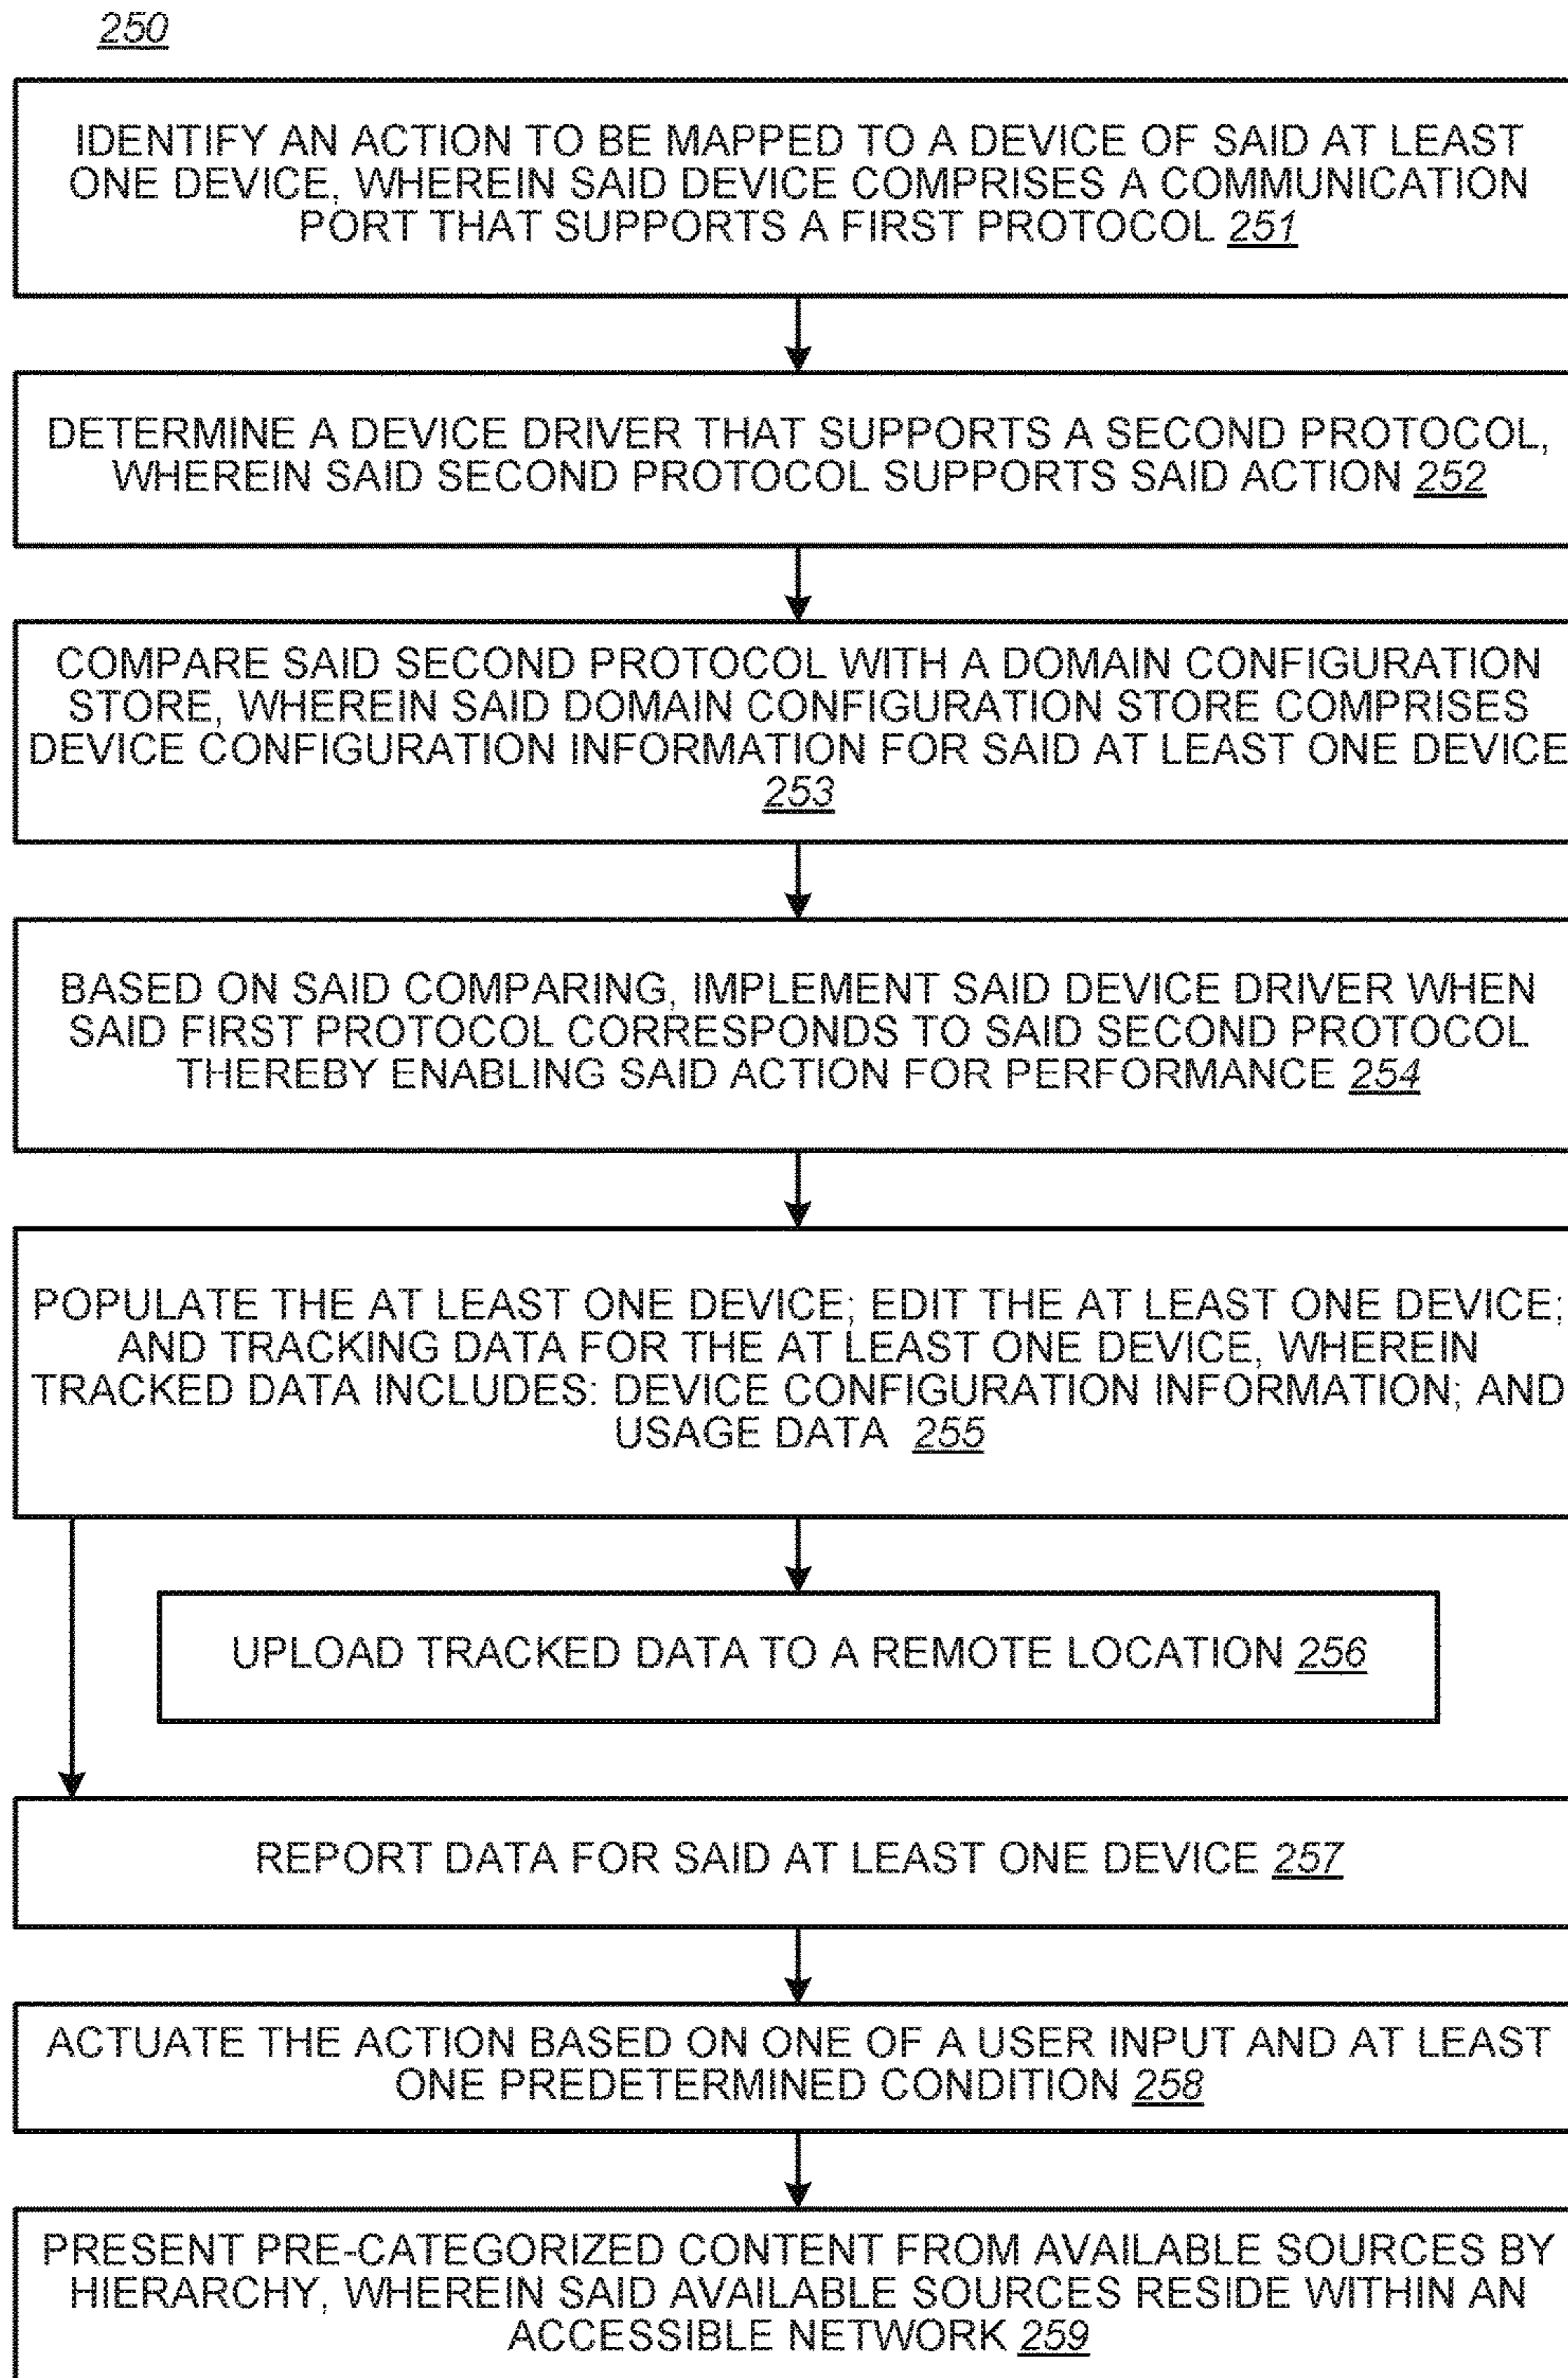 250
IDENTIFY AN ACTION TO BE MAPPED TO A DEVICE OF SAID AT LEAST
ONE DEVICE, WHEREIN SAID DEVICE COMPRISES A COMMUNICATION
PORT THAT SUPPORTS A FIRST PROTOCOL 251
DETERMINE A DEVICE DRIVER THAT SUPPORTS A SECOND PROTOCOL,
WHEREIN SAID SECOND PROTOCOL SUPPORTS SAID ACTION 252
COMPARE SAID SECOND PROTOCOL WITH A DOMAIN CONFIGURATION
STORE, WHEREIN SAID DOMAIN CONFIGURATION STORE COMPRISES
DEVICE CONFIGURATION INFORMATION FOR SAID AT LEAST ONE DEVICE
253
BASED ON SAID COMPARING, IMPLEMENT SAID DEVICE DRIVER WHEN
SAID FIRST PROTOCOL CORRESPONDS TO SAID SECOND PROTOCOL
THEREBY ENABLING SAID ACTION FOR PERFORMANCE 254
POPULATE THE AT LEAST ONE DEVICE; EDIT THE AT LEAST ONE DEVICE;
AND TRACKING DATA FOR THE AT LEAST ONE DEVICE, WHEREIN
TRACKED DATA INCLUDES: DEVICE CONFIGURATION INFORMATION; AND
USAGE DATA 255
UPLOAD TRACKED DATA TO A REMOTE LOCATION 256
REPORT DATA FOR SAID AT LEAST ONE DEVICE 257
ACTUATE THE ACTION BASED ON ONE OF A USER INPUT AND AT LEAST
ONE PREDETERMINED CONDITION 258
PRESENT PRE-CATEGORIZED CONTENT FROM AVAILABLE SOURCES BY
HIERARCHY, WHEREIN SAID AVAILABLE SOURCES RESIDE WITHIN AN
ACCESSIBLE NETWORK 259